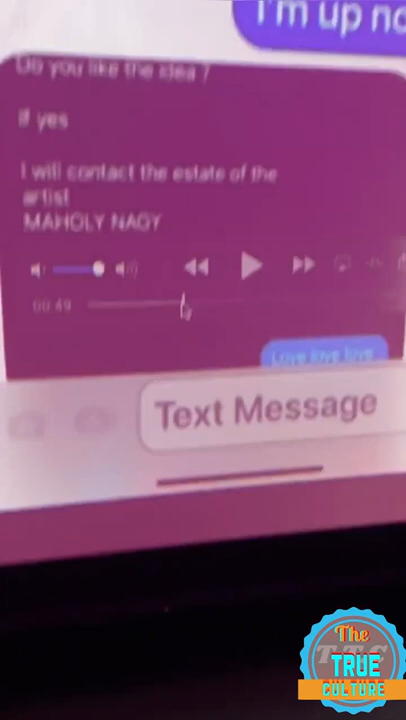 I'm up no
Do you like the idea ?
if yes
I will contact the estate of the
artist
MAHOLY NAGY
00:49
Love love love
Text Message
The
TTC
TRUE
CULTURE